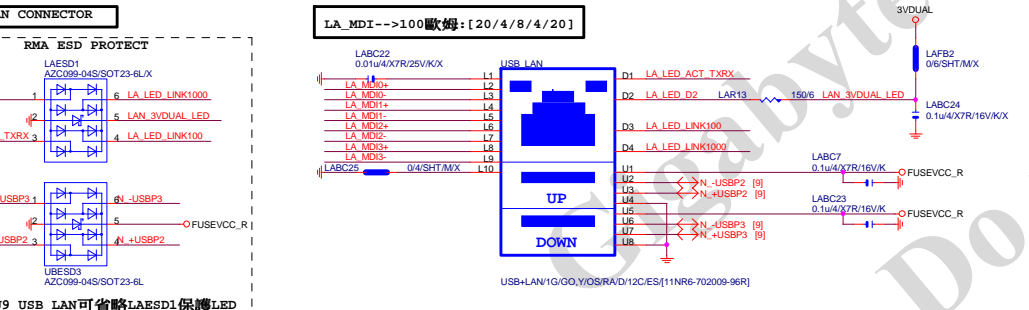 AN CONNECTOR
RMA ESD PROTECT
LAESD1
AZC099-04S/SOT23-6L/X
1
6 LA_LED_LINK1000
2
5 LAN_3VDUAL_LED
TXRX 3
4 LA_LED_LINK100
USBP3 1
6 N_-USBP3
2
5
FUSEVCC_R
USBP2 3
4 N_+USBP2
UBESD3
AZC099-04S/SOT23-6L
U9 USB LAN可省略LAESD1保護LED
LA_MDI-->100歐姆:[20/4/8/4/20]
LABC22
0.01u/4/X7R/25V/K/X
LA_MDI0+
LA_MDI0-
LA_MDI1+
LA_MDI1-
LA_MDI2+
LA_MDI2-
LA_MDI3+
LA_MDI3-
LABC25
0/4/SHT/M/X
L1
L2
L3
L4
L5
L6
L7
L8
L9
L10
USB_LAN
UP
DOWN
D1 LA_LED_ACT_TXRX
D2 LA_LED_D2
LAR13
150/6
LAN_3VDUAL_LED
D3 LA_LED_LINK100
D4 LA_LED_LINK1000
U1
U2
N_-USBP2 [9]
U3
N_+USBP2 [9]
U4
U5
U6
N_-USBP3 [9]
U7
N_+USBP3 [9]
U8
USB+LAN/1G/GO,Y/OS/RA/D/12C/ES/[11NR6-702009-96R]
3VDUAL
LAFB2
0/6/SHT/M/X
LABC24
0.1u/4/X7R/16V/K/X
LABC7
0.1u/4/X7R/16V/K
FUSEVCC_R
LABC23
0.1u/4/X7R/16V/K
FUSEVCC_R
Gigabyte
Do